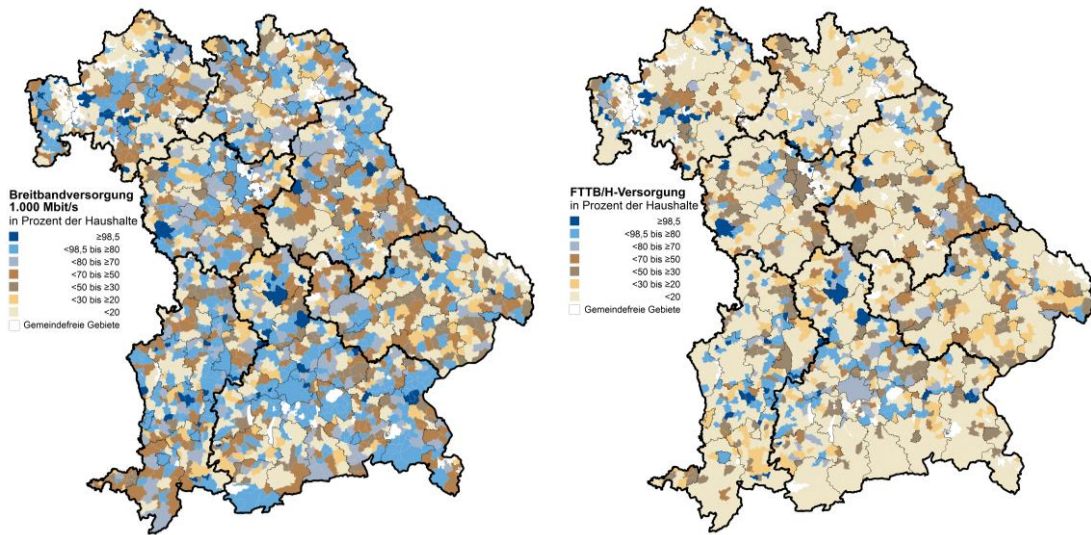 Breitbandversorgung
1.000 Mbit/s
in Prozent der Haushalte
≥98,5
<98,5 bis ≥80
<80 bis ≥70
<70 bis ≥50
<50 bis ≥30
<30 bis ≥20
<20
Gemeindefreie Gebiete
FTTB/H-Versorgung
in Prozent der Haushalte
≥98,5
<98,5 bis ≥80
<80 bis ≥70
<70 bis ≥50
<50 bis ≥30
<30 bis ≥20
<20
Gemeindefreie Gebiete